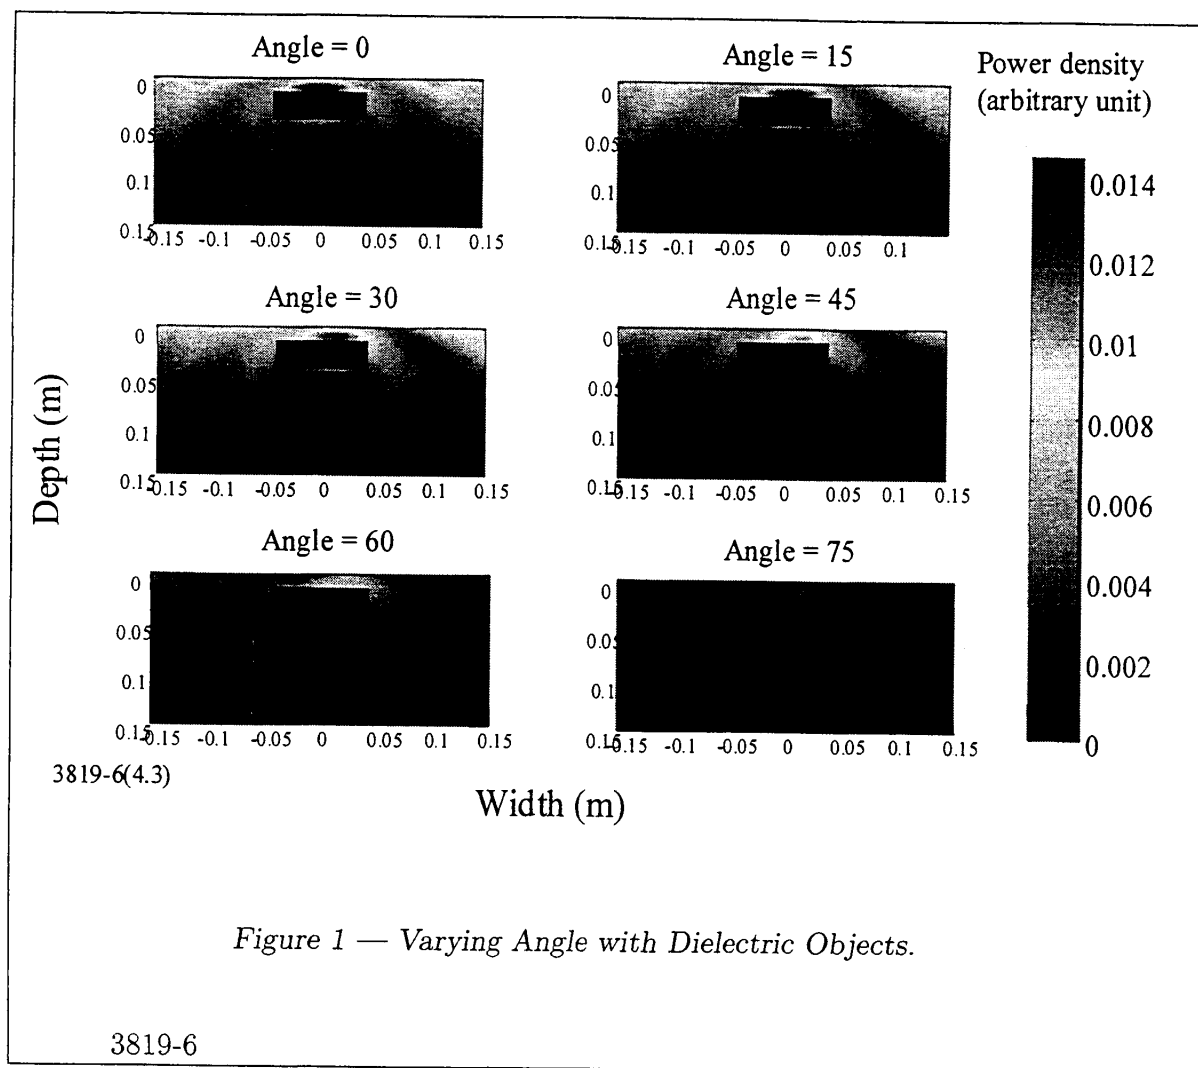 Angle = 0
Angle = 15
Power density
(arbitrary unit)
0
0.05
0.1
0.15
-0.15 -0.1 -0.05 0 0.05 0.1 0.15
0
0.05
0.1
0.15
-0.15 -0.1 -0.05 0 0.05 0.1 0.15
Angle = 30
Angle = 45
0
0.05
0.1
0.15
-0.15 -0.1 -0.05 0 0.05 0.1 0.15
0
0.05
0.1
0.15
-0.15 -0.1 -0.05 0 0.05 0.1 0.15
Angle = 60
Angle = 75
0
0.05
0.1
0.15
-0.15 -0.1 -0.05 0 0.05 0.1 0.15
0
0.05
0.1
0.15
-0.15 -0.1 -0.05 0 0.05 0.1 0.15
0.014
0.012
0.01
0.008
0.006
0.004
0.002
0
Depth (m)
3819-6(4.3)
Width (m)
Figure 1 — Varying Angle with Dielectric Objects.
3819-6